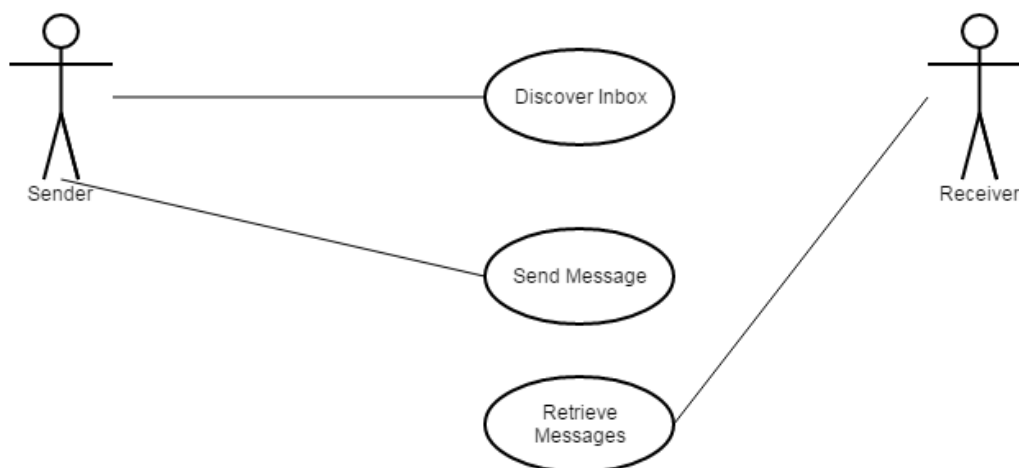 Discover Inbox
Sender
Receiver
Send Message
Retrieve
Messages